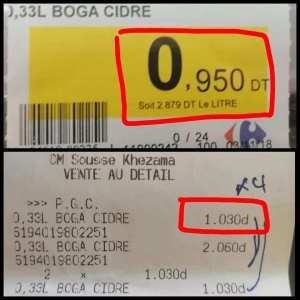 0,33L BOGA CIDRE
0,950 DT
Soit 2.879 DT Le LITRE
0 / 24
CM Sousse Khezama
VENTE AU DETAIL
x4
>>> P.G.C.
0,33L BOGA CIDRE 1.030d
6194019802251
0,33L BOGA CIDRE 2.060d
6194019802251
2 x 1.030d
0,33L BOGA CIDRE 1.030d